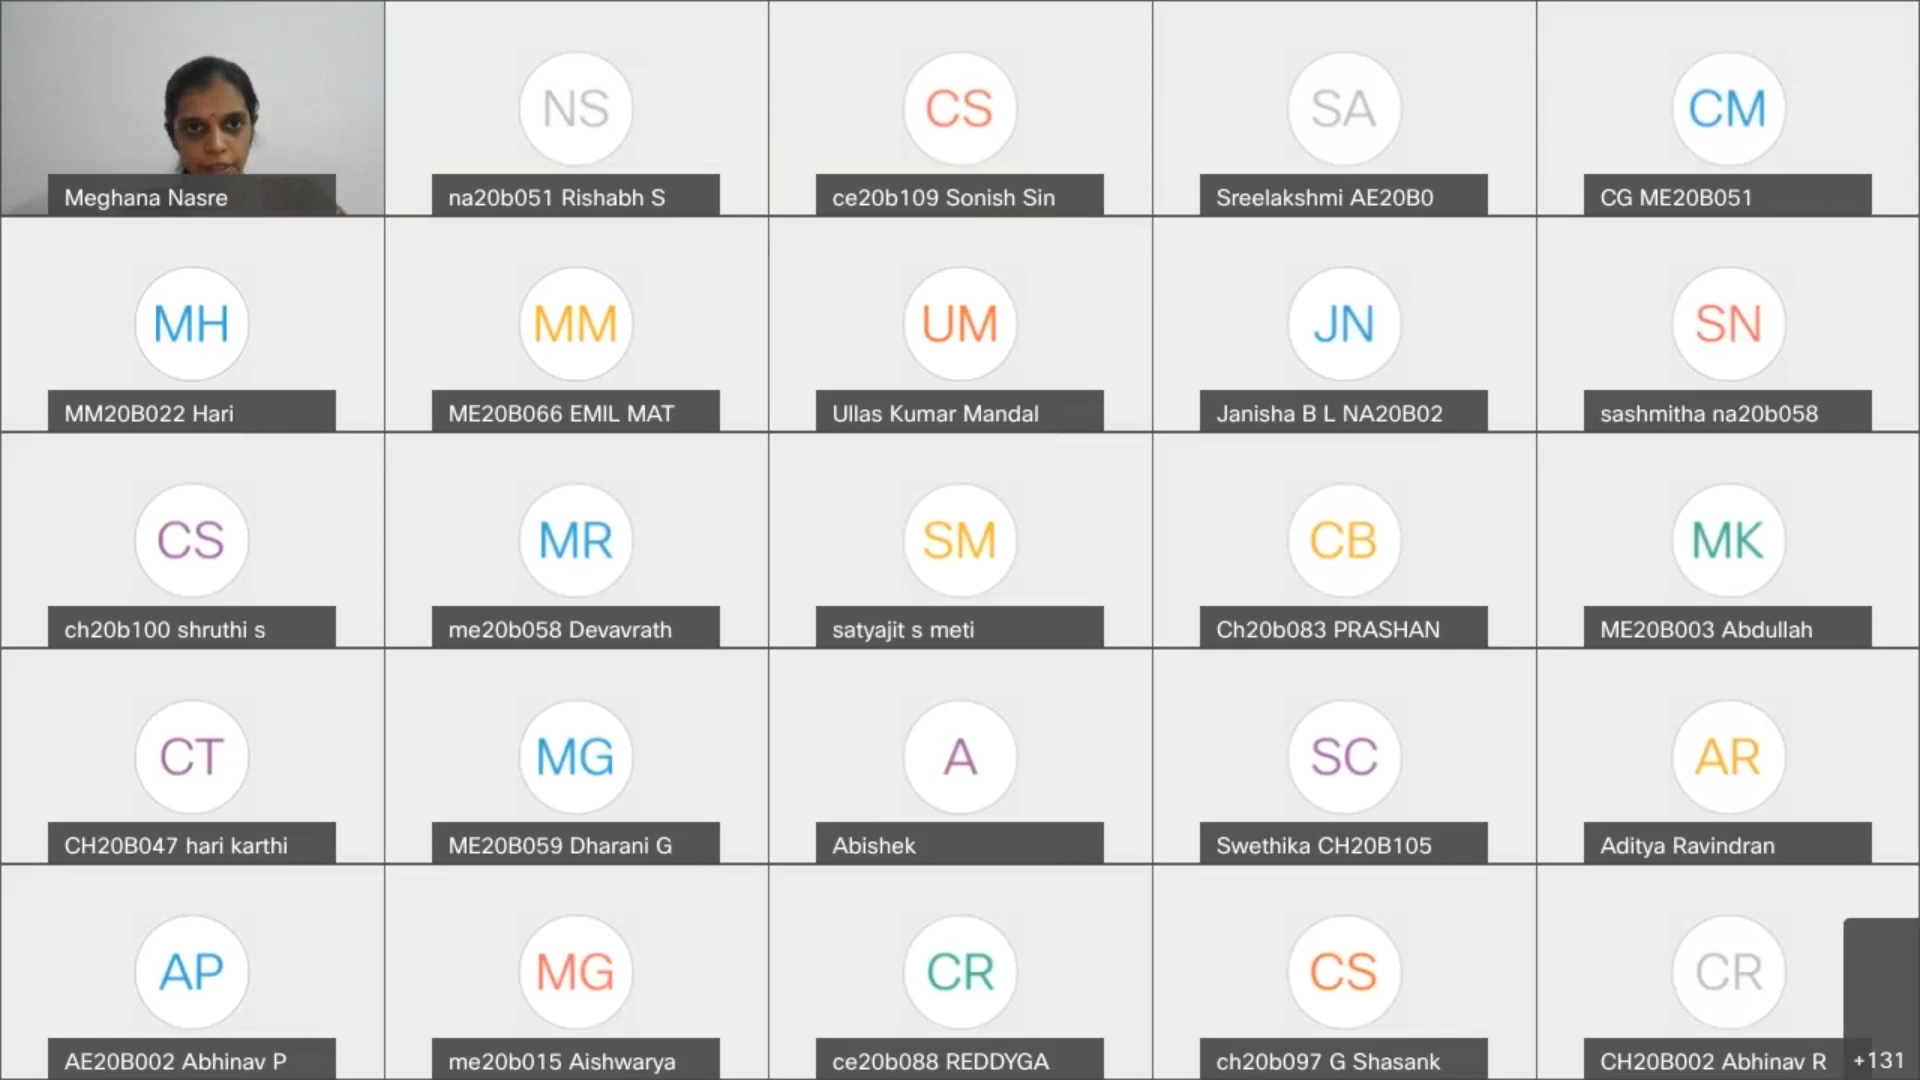 Meghana Nasre
NS
na20b051 Rishabh S
CS
ce20b109 Sonish Sin
SA
Sreelakshmi AE20B0
CM
CG ME20B051
MH
MM20B022 Hari
MM
ME20B066 EMIL MAT
UM
Ullas Kumar Mandal
JN
Janisha B L NA20B02
SN
sashmitha na20b058
CS
ch20b100 shruthi s
MR
me20b058 Devavrath
SM
satyajit s meti
CB
Ch20b083 PRASHAN
MK
ME20B003 Abdullah
CT
CH20B047 hari karthi
MG
ME20B059 Dharani G
A
Abishek
SC
Swethika CH20B105
AR
Aditya Ravindran
AP
AE20B002 Abhinav P
MG
me20b015 Aishwarya
CR
ce20b088 REDDYGA
CS
ch20b097 G Shasank
CR
CH20B002 Abhinav R
+131